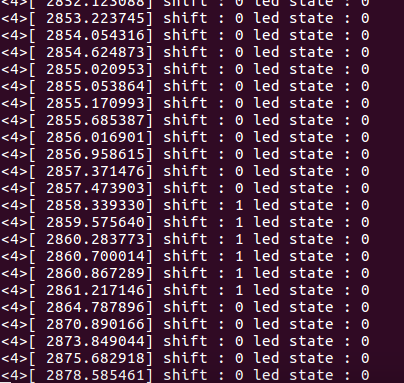 <4>[ 2852.123088] shift : 0 led state : 0
<4>[ 2853.223745] shift : 0 led state : 0
<4>[ 2854.054316] shift : 0 led state : 0
<4>[ 2854.624873] shift : 0 led state : 0
<4>[ 2855.020953] shift : 0 led state : 0
<4>[ 2855.053864] shift : 0 led state : 0
<4>[ 2855.170993] shift : 0 led state : 0
<4>[ 2855.685387] shift : 0 led state : 0
<4>[ 2856.016901] shift : 0 led state : 0
<4>[ 2856.958615] shift : 0 led state : 0
<4>[ 2857.371476] shift : 0 led state : 0
<4>[ 2857.473903] shift : 0 led state : 0
<4>[ 2858.339330] shift : 1 led state : 0
<4>[ 2859.575640] shift : 1 led state : 0
<4>[ 2860.283773] shift : 1 led state : 0
<4>[ 2860.700014] shift : 1 led state : 0
<4>[ 2860.867289] shift : 1 led state : 0
<4>[ 2861.217146] shift : 1 led state : 0
<4>[ 2864.787896] shift : 0 led state : 0
<4>[ 2870.890166] shift : 0 led state : 0
<4>[ 2873.849044] shift : 0 led state : 0
<4>[ 2875.682918] shift : 0 led state : 0
<4>[ 2878.585461] shift : 0 led state : 0